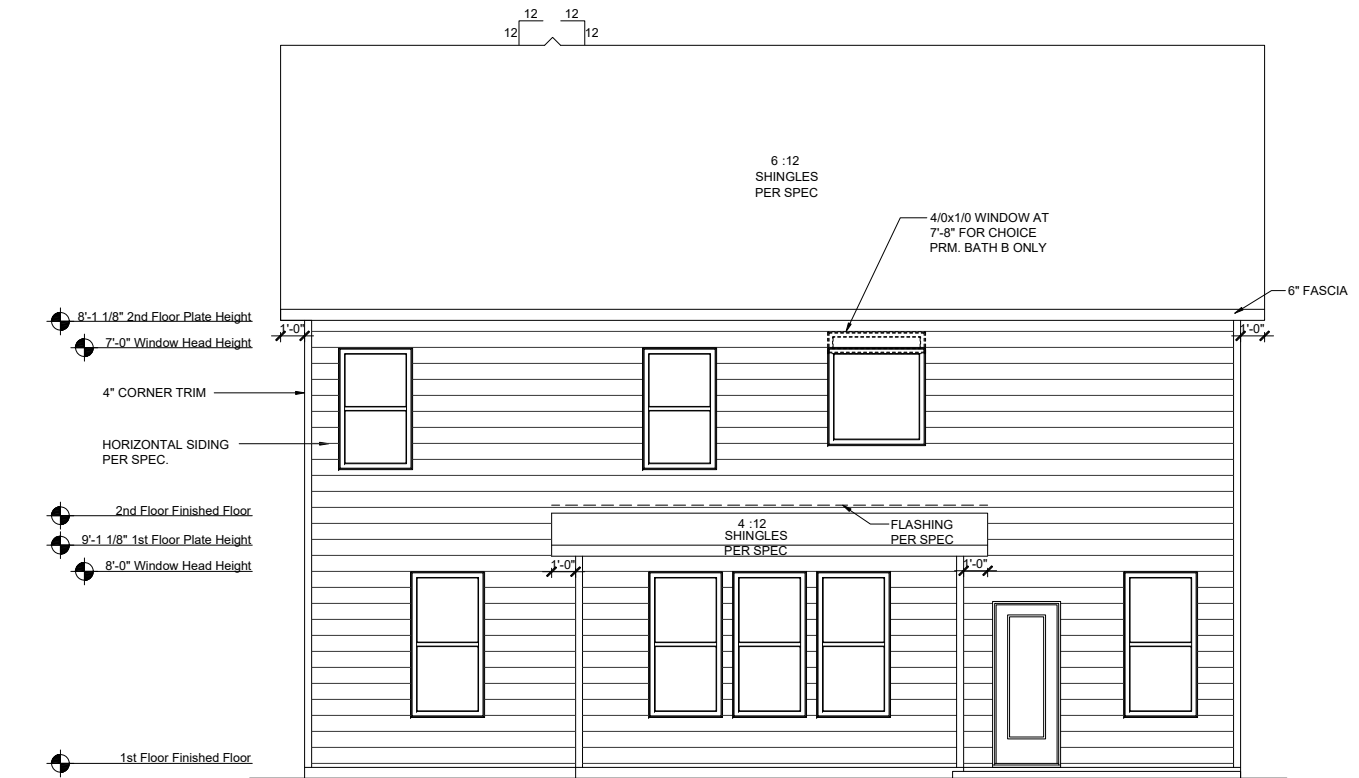 12 12
12 12
6 :12
SHINGLES
PER SPEC
4/0x1/0 WINDOW AT
7'-8" FOR CHOICE
PRM. BATH B ONLY
6" FASCIA
8'-1 1/8" 2nd Floor Plate Height
1'-0"
1'-0"
7'-0" Window Head Height
4" CORNER TRIM
HORIZONTAL SIDING
PER SPEC.
2nd Floor Finished Floor
4 :12
SHINGLES
PER SPEC
FLASHING
PER SPEC
9'-1 1/8" 1st Floor Plate Height
8'-0" Window Head Height
1'-0"
1'-0"
1st Floor Finished Floor